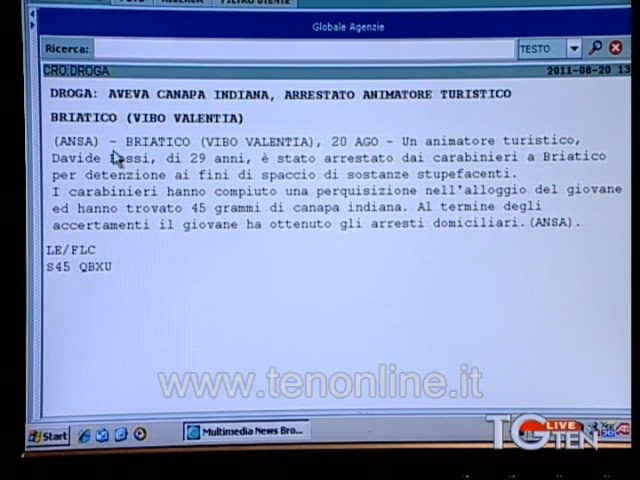 Globale Agenzie
Ricerca: TESTO
CRO:DROGA 2011-08-20 13
DROGA: AVEVA CANAPA INDIANA, ARRESTATO ANIMATORE TURISTICO
BRIATICO (VIBO VALENTIA)
(ANSA) - BRIATICO (VIBO VALENTIA), 20 AGO - Un animatore turistico,
Davide di 29 anni, è stato arrestato dai carabinieri a Briatico
per detenzione ai fini di spaccio di sostanze stupefacenti.
I carabinieri hanno compiuto una perquisizione nell'alloggio del giovane
ed hanno trovato 45 grammi di canapa indiana. Al termine degli
accertamenti il giovane ha ottenuto gli arresti domiciliari.(ANSA).
LE/FLC
S45 QBXU
www.tenonline.it
Start Multimedia News Bro...
TG LIVE
TEN